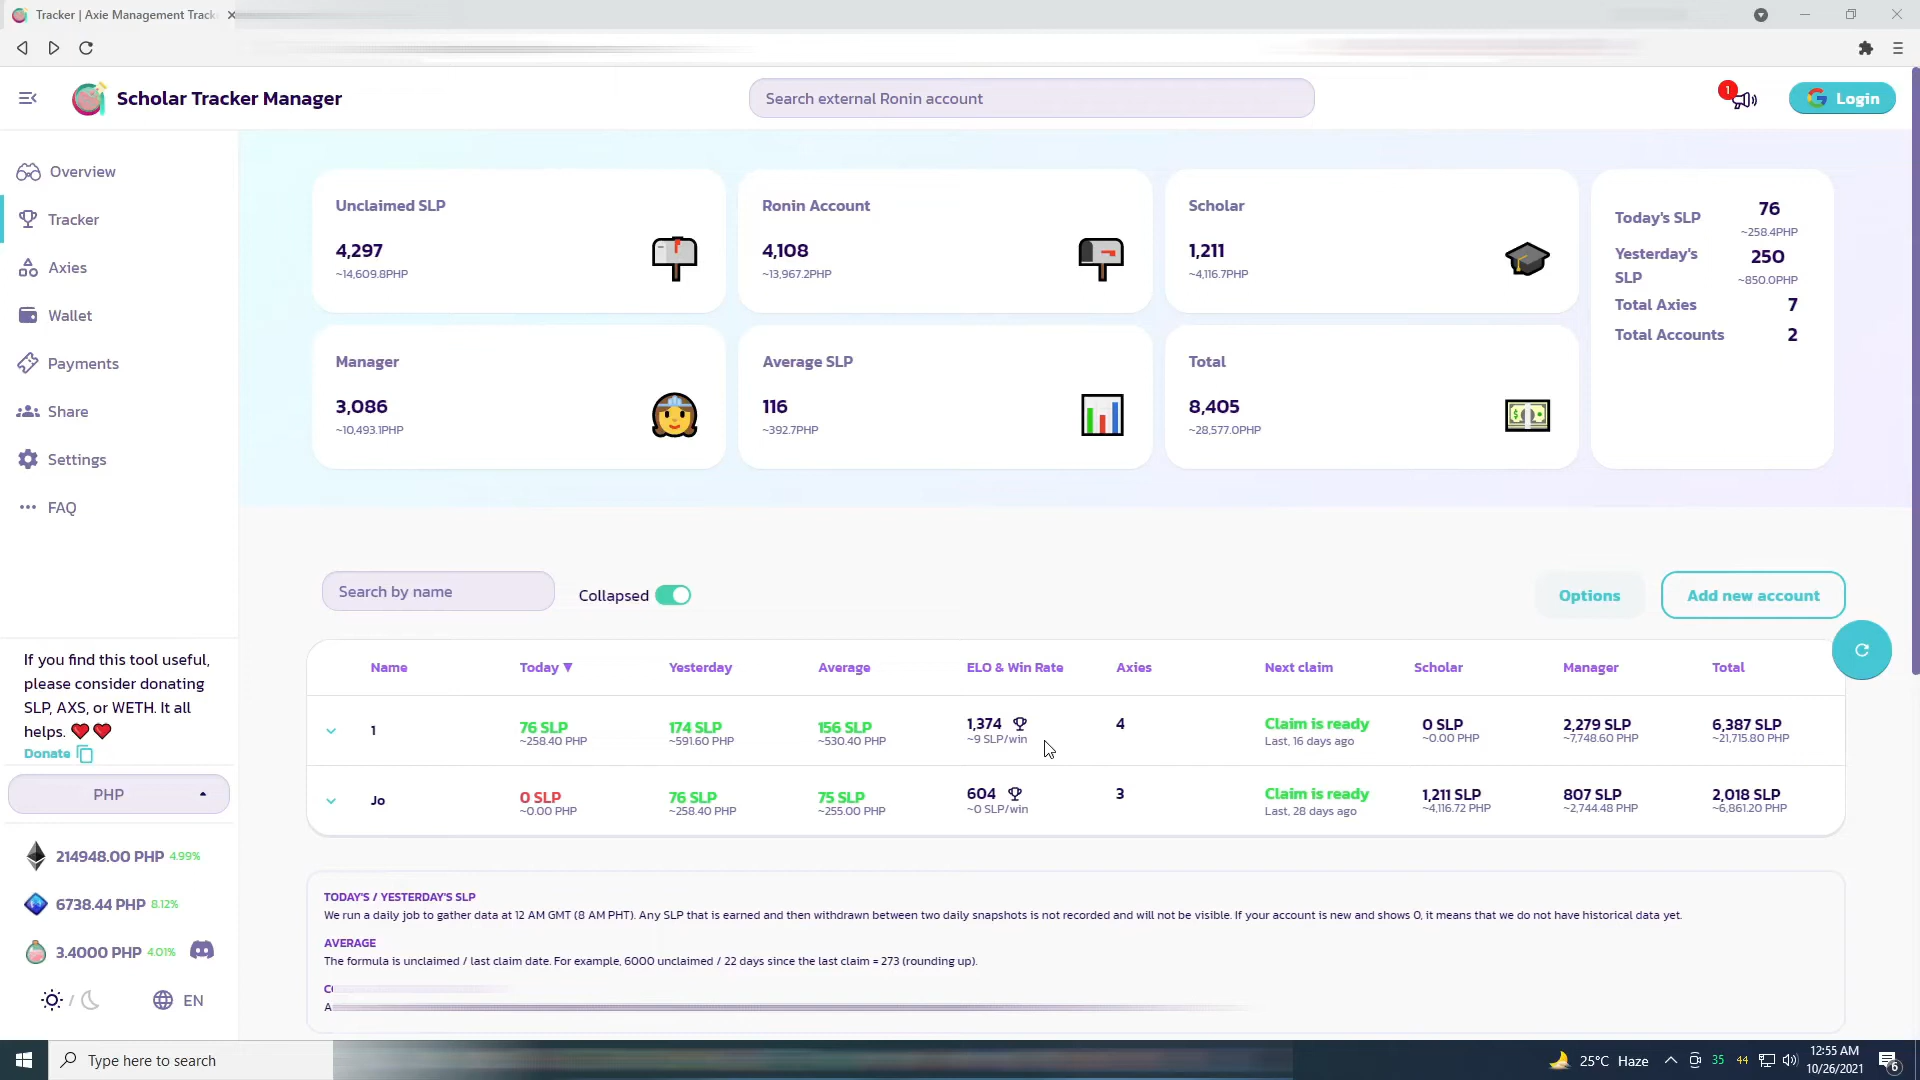 Tracker | Axie Management Track
Scholar Tracker Manager
Search external Ronin account
1
Login
Overview
Tracker
Axies
Wallet
Payments
Share
Settings
FAQ
Unclaimed SLP
4,297
~14,609.8PHP
Ronin Account
4,108
~13,967.2PHP
Scholar
1,211
~4,116.7PHP
Manager
3,086
~10,493.1PHP
Average SLP
116
~392.7PHP
Total
8,405
~28,577.0PHP
Today's SLP 76
~258.4PHP
Yesterday's SLP 250
~850.0PHP
Total Axies 7
Total Accounts 2
Search by name
Collapsed
Options
Add new account
Name Today ▼ Yesterday Average ELO & Win Rate Axies Next claim Scholar Manager Total
1 76 SLP 174 SLP 156 SLP 1,374 4 Claim is ready 0 SLP 2,279 SLP 6,387 SLP
~258.40 PHP ~591.60 PHP ~530.40 PHP ~9 SLP/win Last, 16 days ago ~0.00 PHP ~7,748.60 PHP ~21,715.80 PHP
Jo 0 SLP 76 SLP 75 SLP 604 3 Claim is ready 1,211 SLP 807 SLP 2,018 SLP
~0.00 PHP ~258.40 PHP ~255.00 PHP ~0 SLP/win Last, 28 days ago ~4,116.72 PHP ~2,744.48 PHP ~6,861.20 PHP
TODAY'S / YESTERDAY'S SLP
We run a daily job to gather data at 12 AM GMT (8 AM PHT). Any SLP that is earned and then withdrawn between two daily snapshots is not recorded and will not be visible. If your account is new and shows 0, it means that we do not have historical data yet.
AVERAGE
The formula is unclaimed / last claim date. For example, 6000 unclaimed / 22 days since the last claim = 273 (rounding up).
If you find this tool useful,
please consider donating
SLP, AXS, or WETH. It all
helps. ❤️❤️
Donate
PHP
214948.00 PHP 4.99%
6738.44 PHP 8.12%
3.4000 PHP 4.01%
/
EN
Type here to search
25°C Haze
35
44
12:55 AM
10/26/2021
6